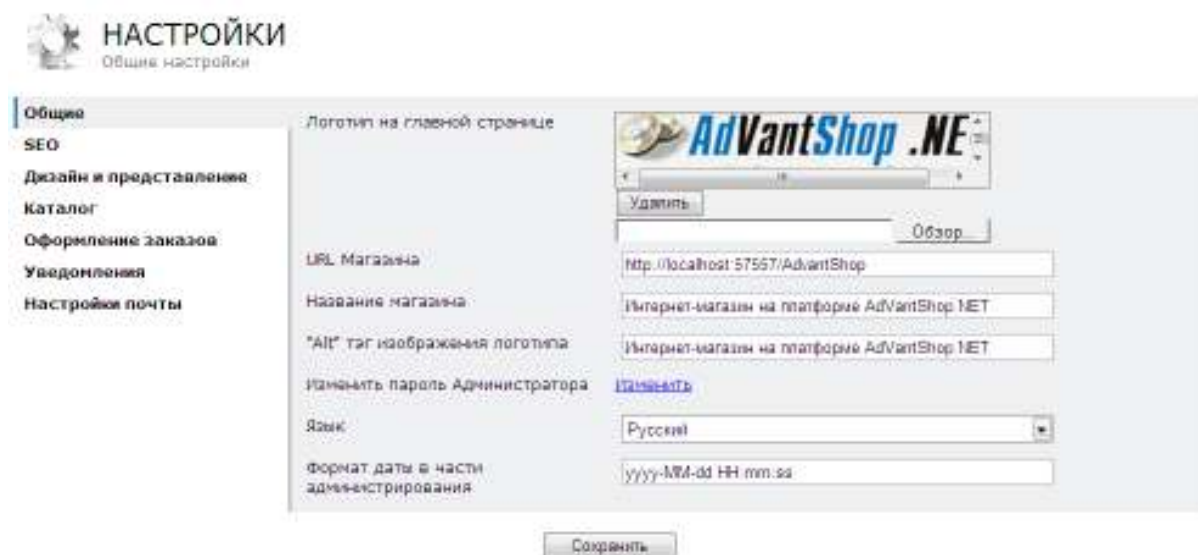 НАСТРОЙКИ
Общие настройки
Общие
SEO
Дизайн и представление
Каталог
Оформление заказов
Уведомления
Настройки почты
Логотип на главной странице
AdVantShop .NE
Удалить
Обзор...
URL Магазина
http://localhost:57557/AdvantShop
Название магазина
Интернет-магазин на платформе AdVantShop.NET
"Alt" тэг изображения логотипа
Интернет-магазин на платформе AdVantShop.NET
Изменить пароль Администратора
Изменить
Язык
Русский
Формат даты в части администрирования
yyyy-MM-dd HH:mm:ss
Сохранить